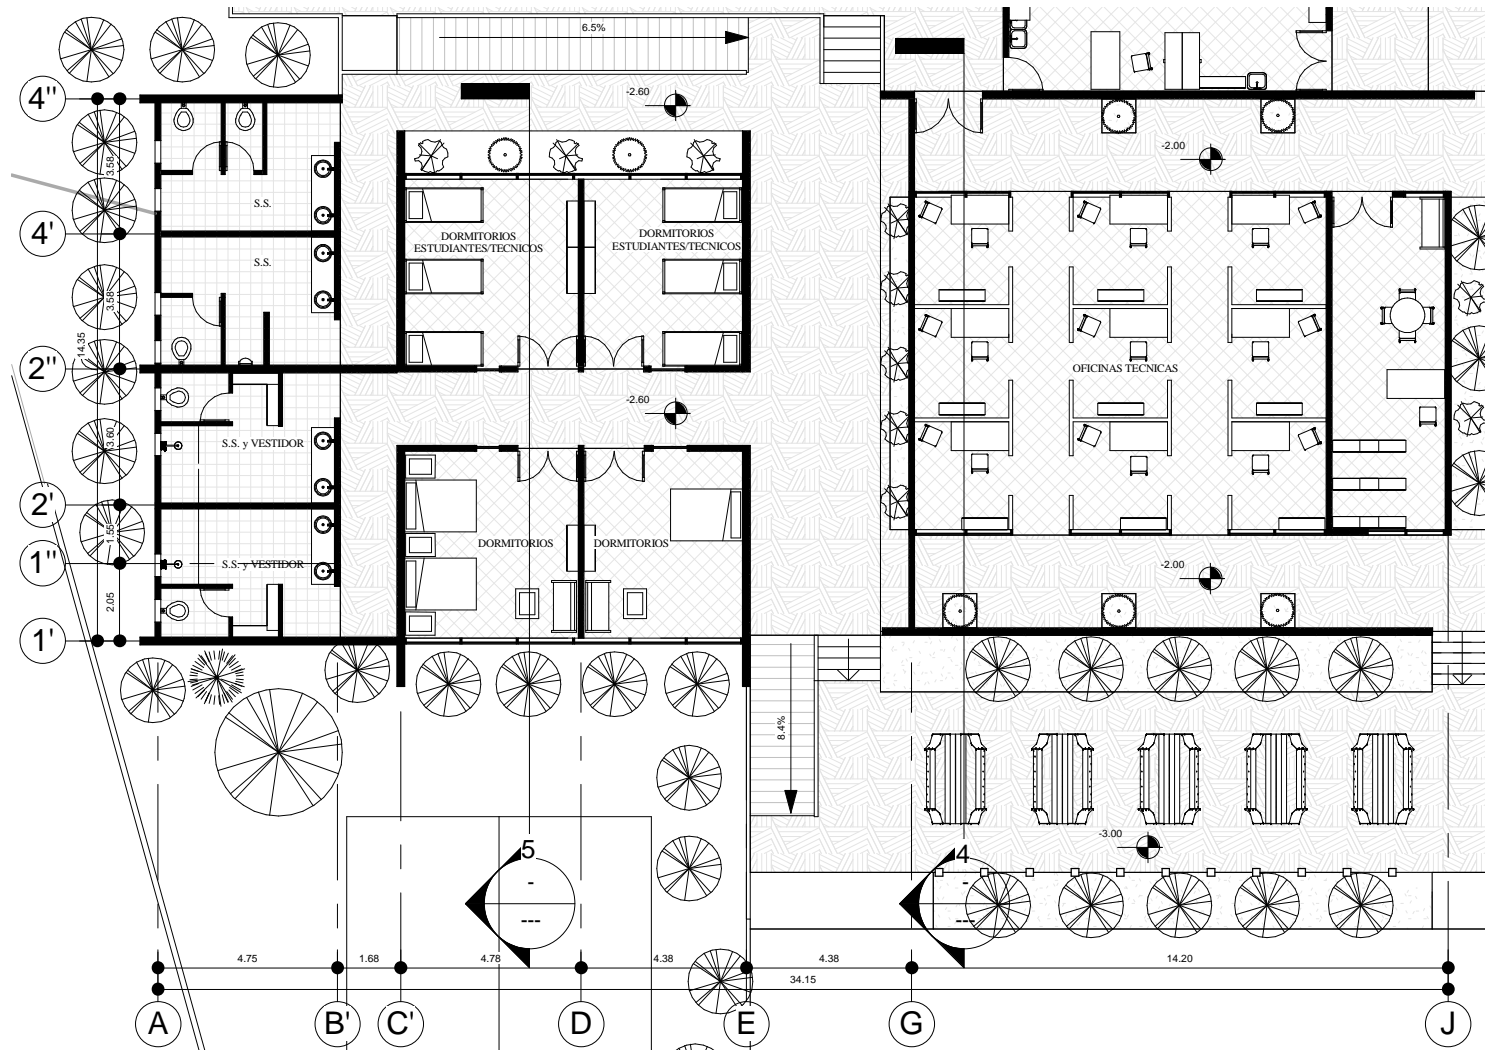 6.5%
4''
-2.60
-2.00
3.58
S.S.
4'
DORMITORIOS
ESTUDIANTES/TECNICOS
DORMITORIOS
ESTUDIANTES/TECNICOS
S.S.
3.58
14.35
2''
OFICINAS TECNICAS
-2.60
3.60
S.S. y VESTIDOR
2'
1.55
DORMITORIOS
DORMITORIOS
1''
S.S. y VESTIDOR
-2.00
2.05
1'
8.4%
-3.00
5
-
---
4
-
---
4.75
1.68
4.78
4.38
4.38
14.20
34.15
A
B'
C'
D
E
G
J